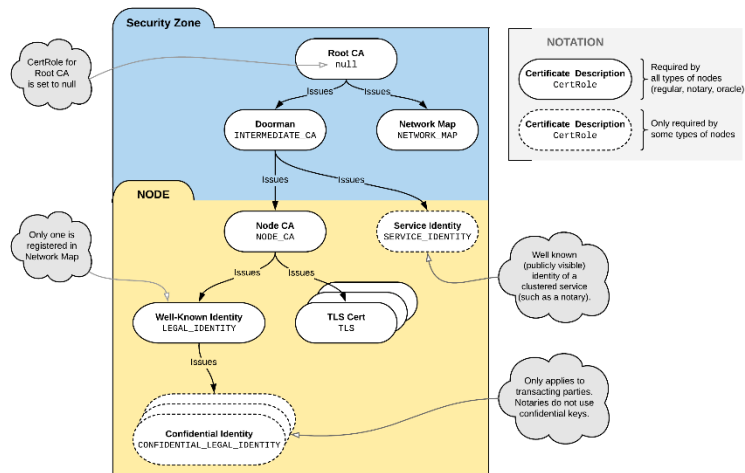 Security Zone
CertRole for
Root CA
is set to null
Root CA
null
Issues
Issues
Doorman
INTERMEDIATE_CA
Network Map
NETWORK_MAP
Issues
Issues
NOTATION
Certificate Description
CertRole
Required by
all types of nodes
(regular, notary, oracle)
Certificate Description
CertRole
Only required by
some types of nodes
NODE
Only one is
registered in
Network Map
Node CA
NODE_CA
Service Identity
SERVICE_IDENTITY
Issues
Issues
Well known
(publicly visible)
identity of a
clustered service
(such as a notary).
Well-Known Identity
LEGAL_IDENTITY
TLS Cert
TLS
Issues
Only applies to
transacting parties.
Notaries do not use
confidential keys.
Confidential Identity
CONFIDENTIAL_LEGAL_IDENTITY